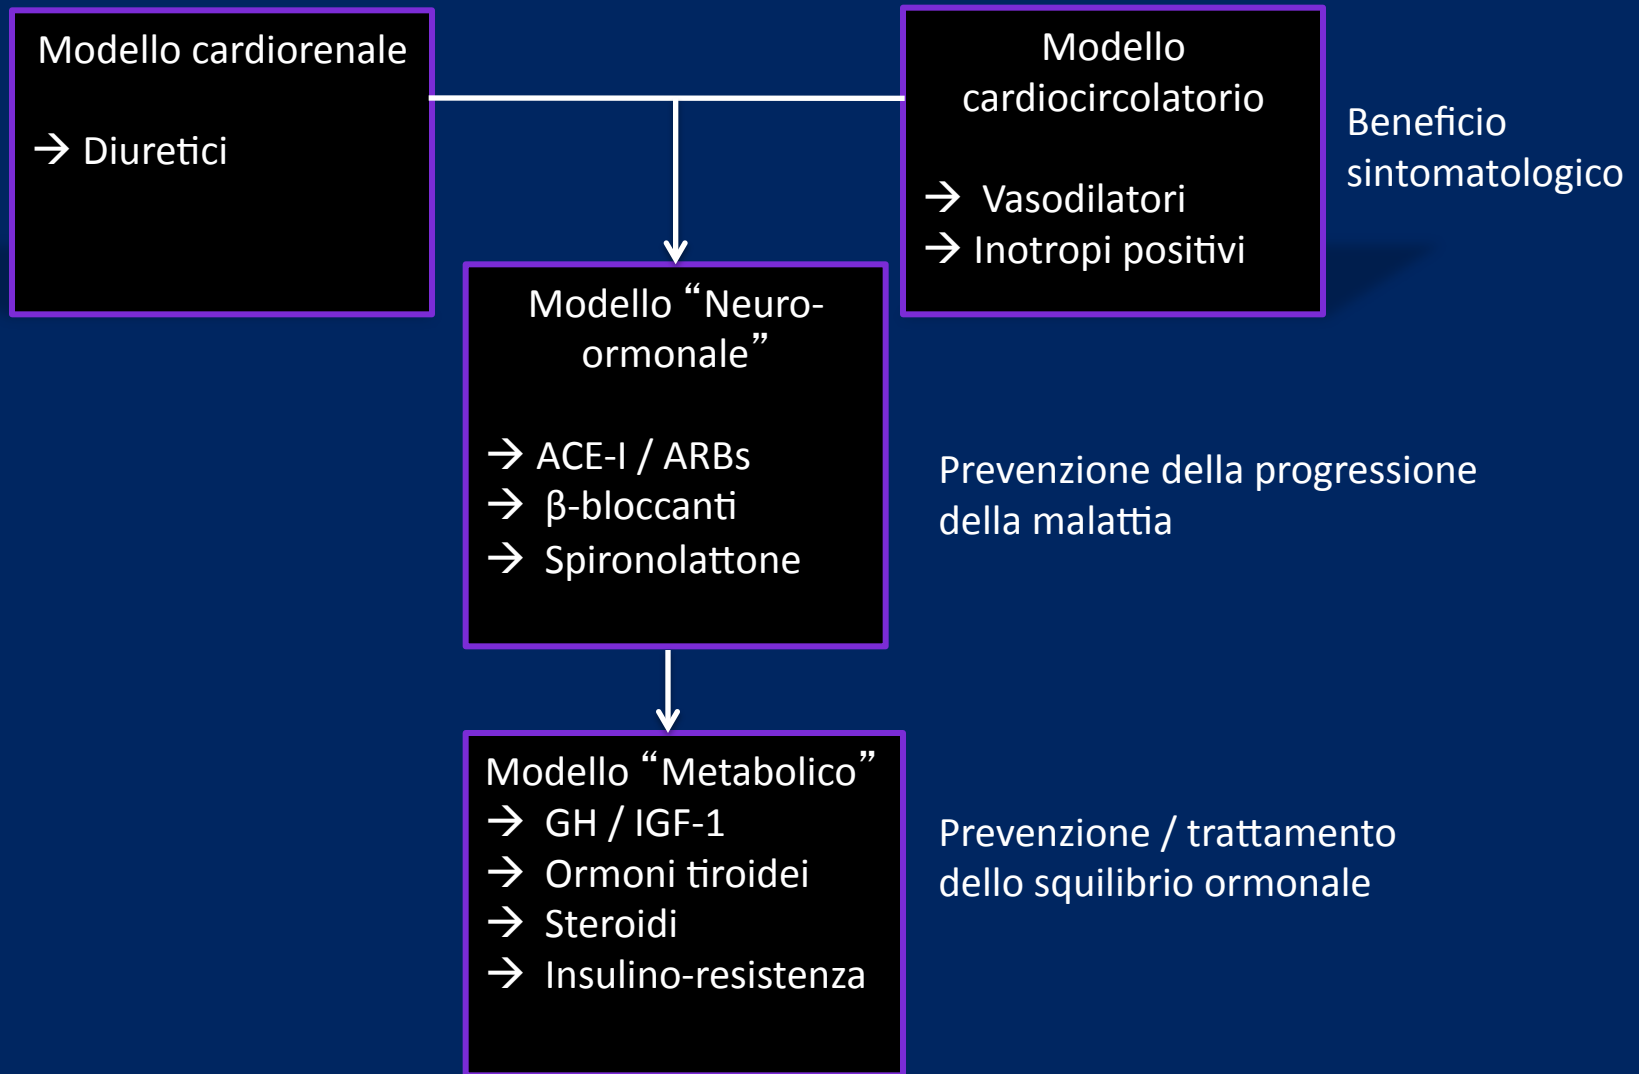 Modello cardiorenale
→ Diuretici
Modello
cardiocircolatorio
→ Vasodilatori
→ Inotropi positivi
Beneficio
sintomatologico
Modello “Neuro-
ormonale”
→ ACE-I / ARBs
→ β-bloccanti
→ Spironolattone
Prevenzione della progressione
della malattia
Modello “Metabolico”
→ GH / IGF-1
→ Ormoni tiroidei
→ Steroidi
→ Insulino-resistenza
Prevenzione / trattamento
dello squilibrio ormonale